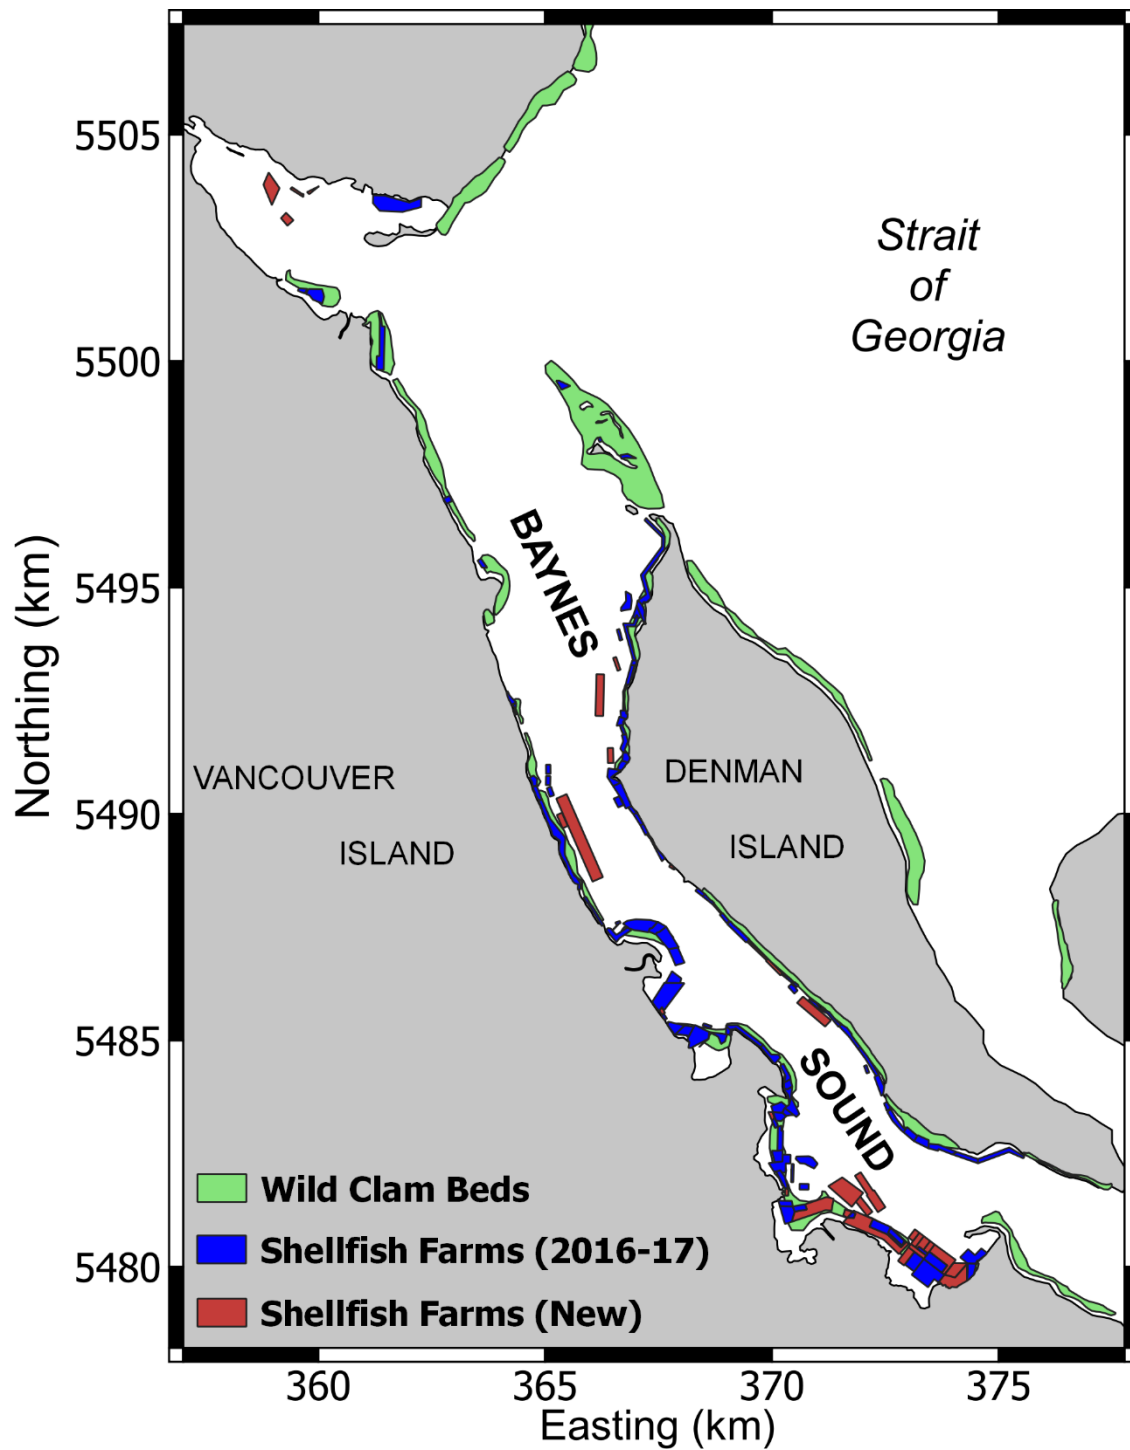 5505
5500
5495
5490
5485
5480
Northing (km)
Strait
of
Georgia
BAYNES
VANCOUVER
ISLAND
DENMAN
ISLAND
SOUND
Wild Clam Beds
Shellfish Farms (2016-17)
Shellfish Farms (New)
360
365
370
375
Easting (km)